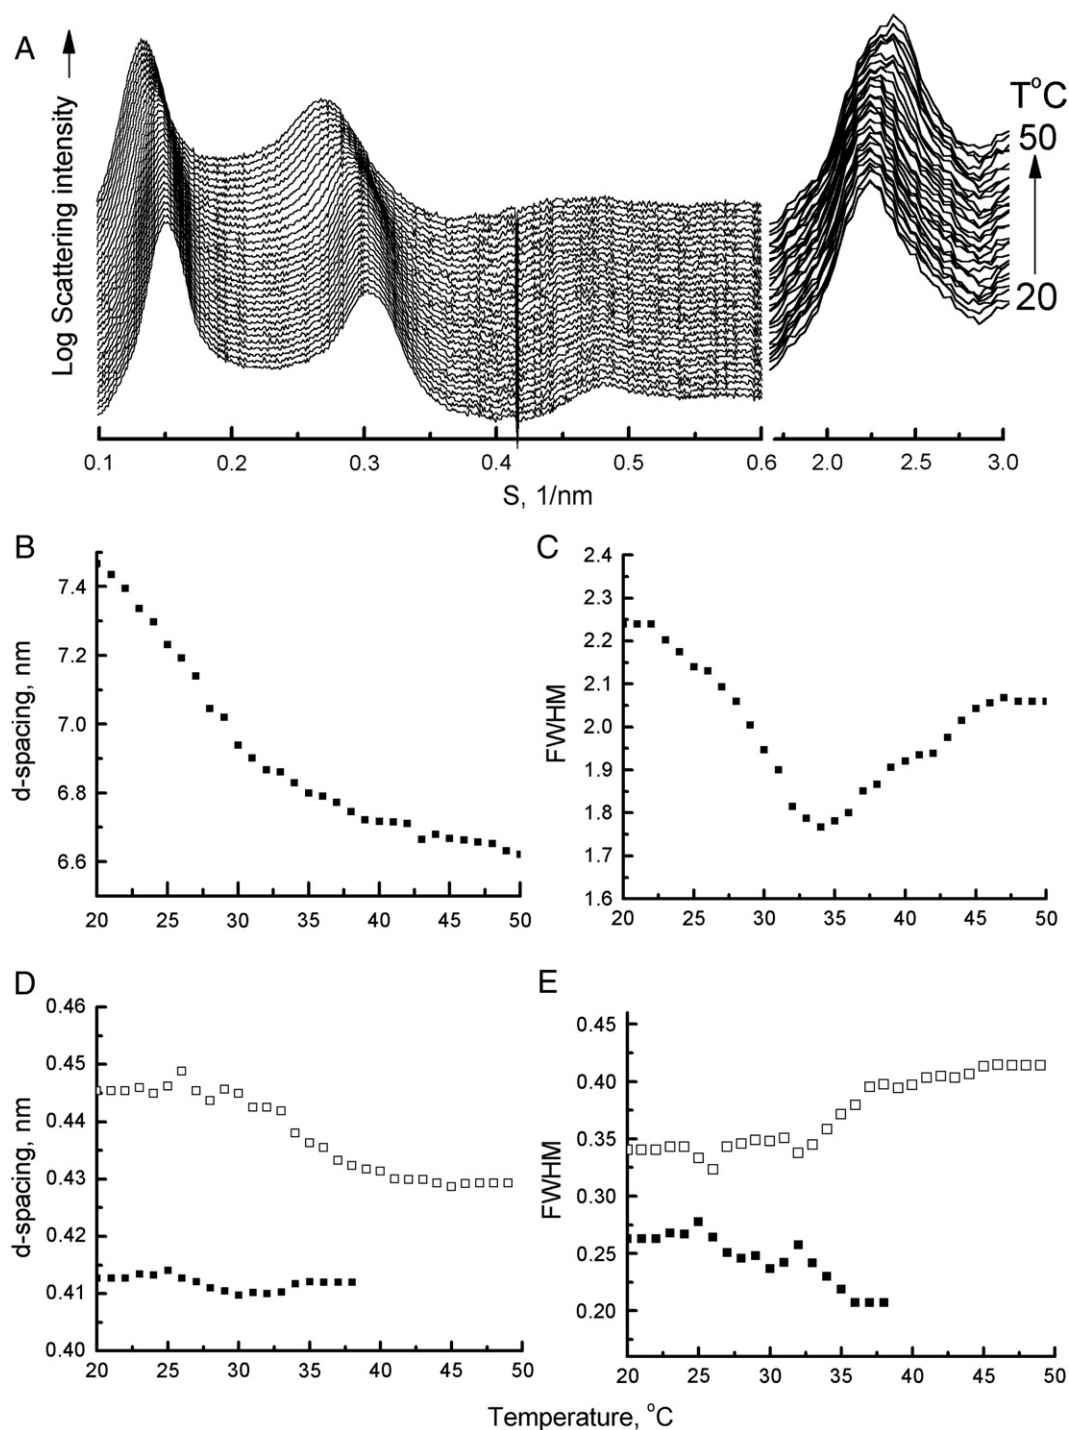 A
Log Scattering intensity
T°C
50
20
0.1 0.2 0.3 0.4 0.5 0.6 2.0 2.5 3.0
S, 1/nm
B
d-spacing, nm
7.4
7.2
7.0
6.8
6.6
20 25 30 35 40 45 50
C
FWHM
2.4
2.3
2.2
2.1
2.0
1.9
1.8
1.7
1.6
20 25 30 35 40 45 50
D
d-spacing, nm
0.46
0.45
0.44
0.43
0.42
0.41
0.40
20 25 30 35 40 45 50
E
FWHM
0.45
0.40
0.35
0.30
0.25
0.20
20 25 30 35 40 45 50
Temperature, °C